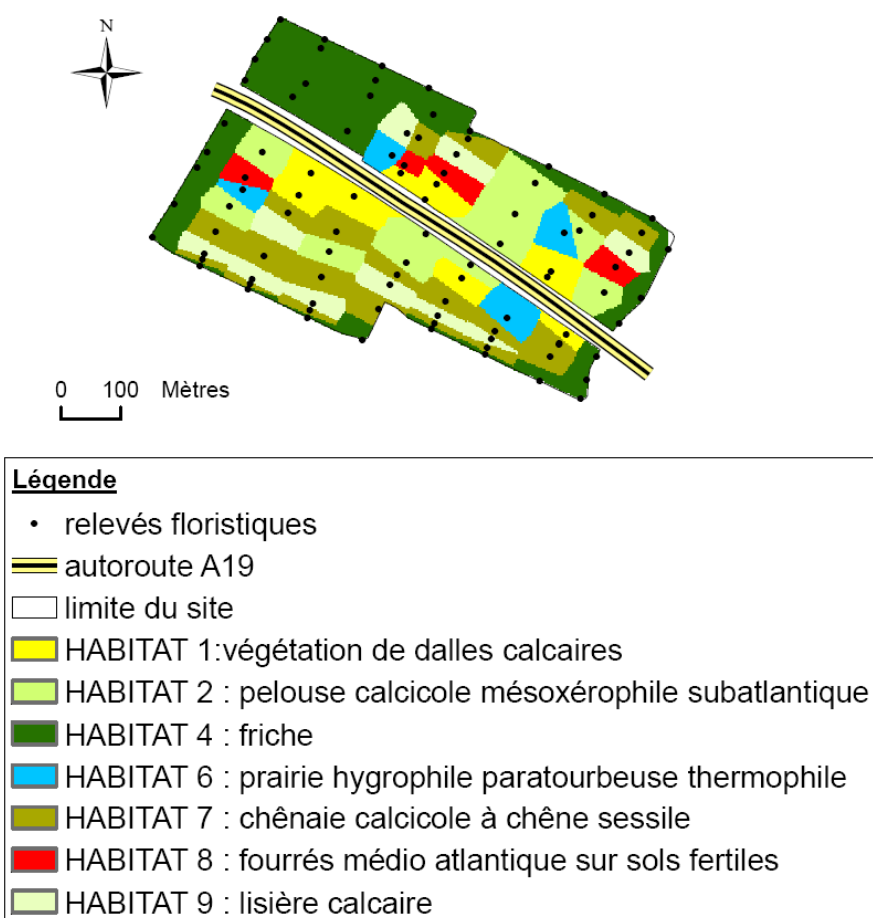 N
0 100 Mètres
Légende
relevés floristiques
autoroute A19
limite du site
HABITAT 1:végétation de dalles calcaires
HABITAT 2 : pelouse calcicole mésoxérophile subatlantique
HABITAT 4 : friche
HABITAT 6 : prairie hygrophile paratourbeuse thermophile
HABITAT 7 : chênaie calcicole à chêne sessile
HABITAT 8 : fourrés médio atlantique sur sols fertiles
HABITAT 9 : lisière calcaire